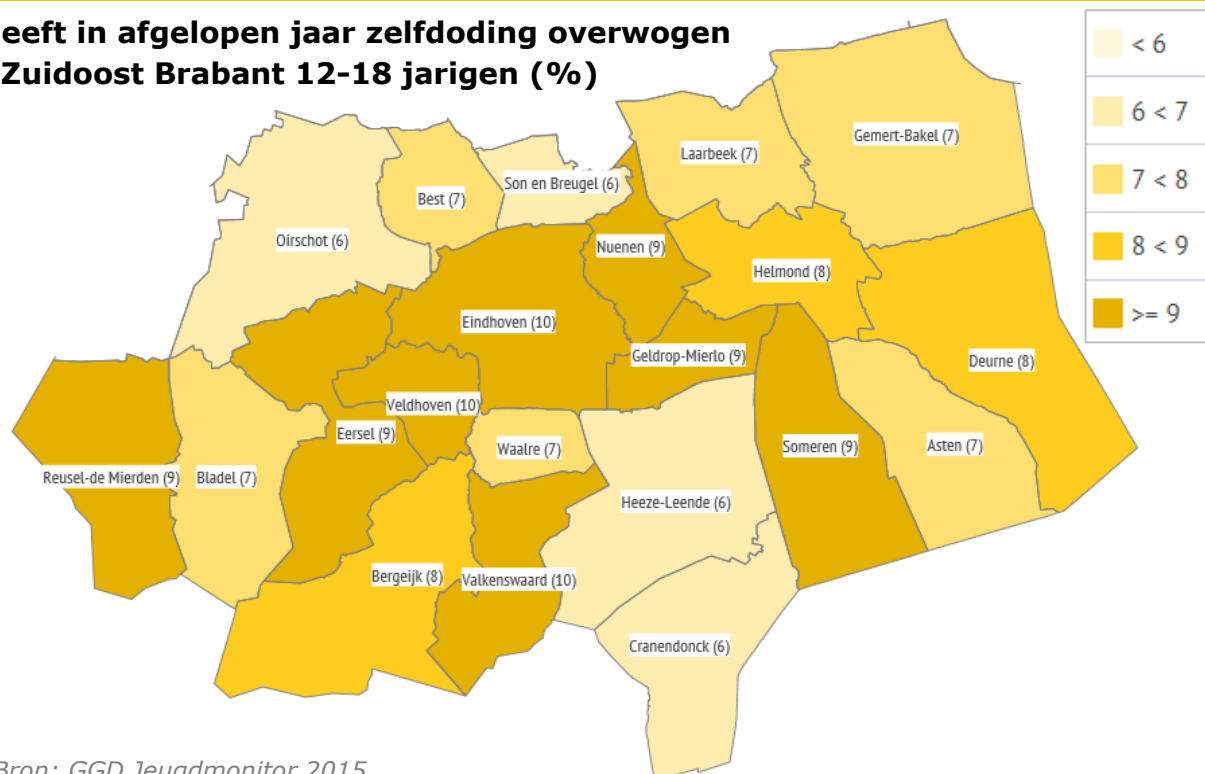 eeft in afgelopen jaar zelfdoding overwogen
Zuidoost Brabant 12-18 jarigen (%)
< 6
6 < 7
7 < 8
8 < 9
>= 9
Gemert-Bakel (7)
Laarbeek (7)
Son en Breugel (6)
Best (7)
Oirschot (6)
Nuenen (9)
Helmond (8)
Eindhoven (10)
Geldrop-Mierlo (9)
Deurne (8)
Veldhoven (10)
Eersel (9)
Waalre (7)
Someren (9)
Asten (7)
Reusel-de Mierden (9)
Bladel (7)
Heeze-Leende (6)
Bergeijk (8)
Valkenswaard (10)
Cranendonck (6)
Bron: GGD Jeugdmonitor 2015